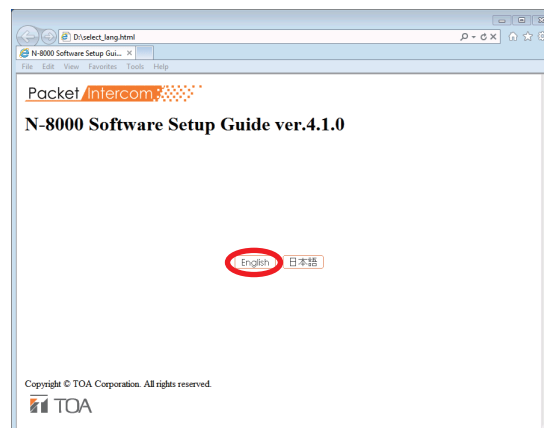 D:\select_lang.html
N-8000 Software Setup Gui...
File Edit View Favorites Tools Help
Packet Intercom
N-8000 Software Setup Guide ver.4.1.0
English 日本語
Copyright © TOA Corporation. All rights reserved.
TOA